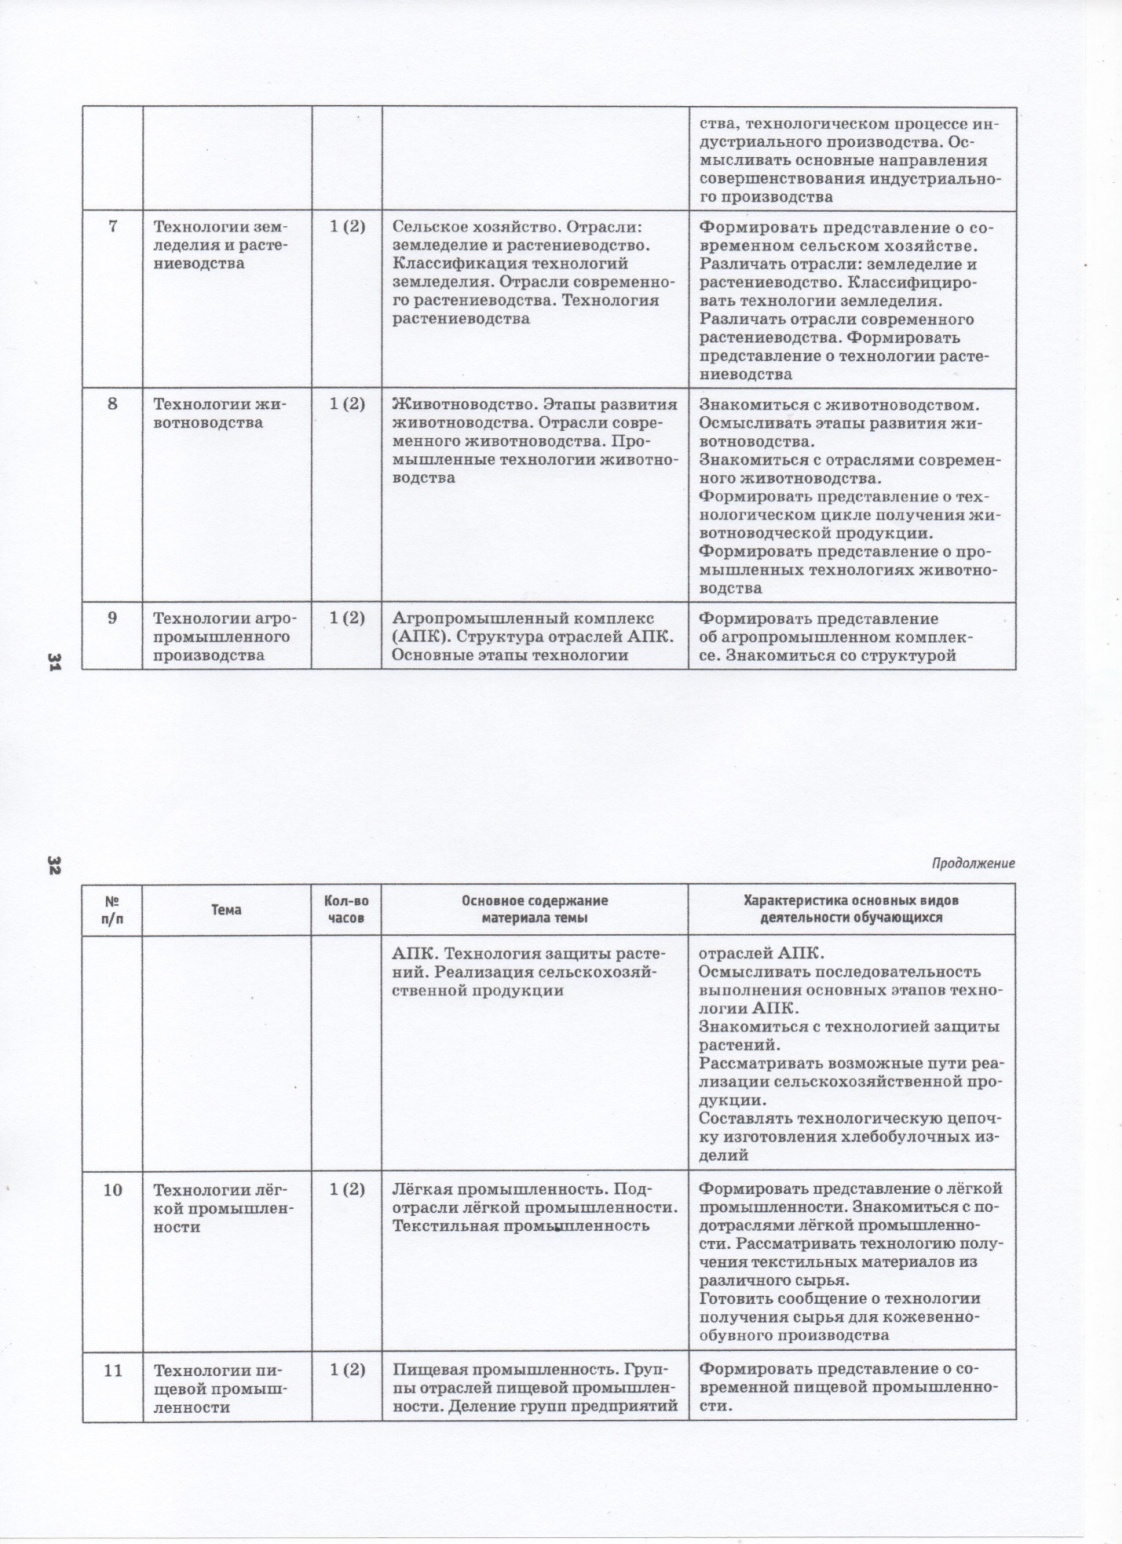 ства, технологическом процессе ин-
дустриального производства. Ос-
мысливать основные направления
совершенствования индустриально-
го производства
7
Технологии зем-
леделия и расте-
ниеводства
1 (2)
Сельское хозяйство. Отрасли:
земледелие и растениеводство.
Классификация технологий
земледелия. Отрасли современно-
го растениеводства. Технология
растениеводства
Формировать представление о со-
временном сельском хозяйстве.
Различать отрасли: земледелие и
растениеводство. Классифициро-
вать технологии земледелия.
Различать отрасли современного
растениеводства. Формировать
представление о технологии расте-
ниеводства
8
Технологии жи-
вотноводства
1 (2)
Животноводство. Этапы развития
животноводства. Отрасли совре-
менного животноводства. Про-
мышленные технологии животно-
водства
Знакомиться с животноводством.
Осмысливать этапы развития жи-
вотноводства.
Знакомиться с отраслями современ-
ного животноводства.
Формировать представление о тех-
нологическом цикле получения жи-
вотноводческой продукции.
Формировать представление о про-
мышленных технологиях животно-
водства
9
Технологии агро-
промышленного
производства
1 (2)
Агропромышленный комплекс
(АПК). Структура отраслей АПК.
Основные этапы технологии
Формировать представление
об агропромышленном комплек-
се. Знакомиться со структурой
31
32
Продолжение
№
п/п
Тема
Кол-во
часов
Основное содержание
материала темы
Характеристика основных видов
деятельности обучающихся
АПК. Технология защиты расте-
ний. Реализация сельскохозяй-
ственной продукции
отраслей АПК.
Осмысливать последовательность
выполнения основных этапов техно-
логии АПК.
Знакомиться с технологией защиты
растений.
Рассматривать возможные пути реа-
лизации сельскохозяйственной про-
дукции.
Составлять технологическую цепоч-
ку изготовления хлебобулочных из-
делий
10
Технологии лёг-
кой промышлен-
ности
1 (2)
Лёгкая промышленность. Под-
отрасли лёгкой промышленности.
Текстильная промышленность
Формировать представление о лёгкой
промышленности. Знакомиться с по-
дотраслями лёгкой промышленно-
сти. Рассматривать технологию полу-
чения текстильных материалов из
различного сырья.
Готовить сообщение о технологии
получения сырья для кожевенно-
обувного производства
11
Технологии пи-
щевой промыш-
ленности
1 (2)
Пищевая промышленность. Груп-
пы отраслей пищевой промышлен-
ности. Деление групп предприятий
Формировать представление о со-
временной пищевой промышленно-
сти.